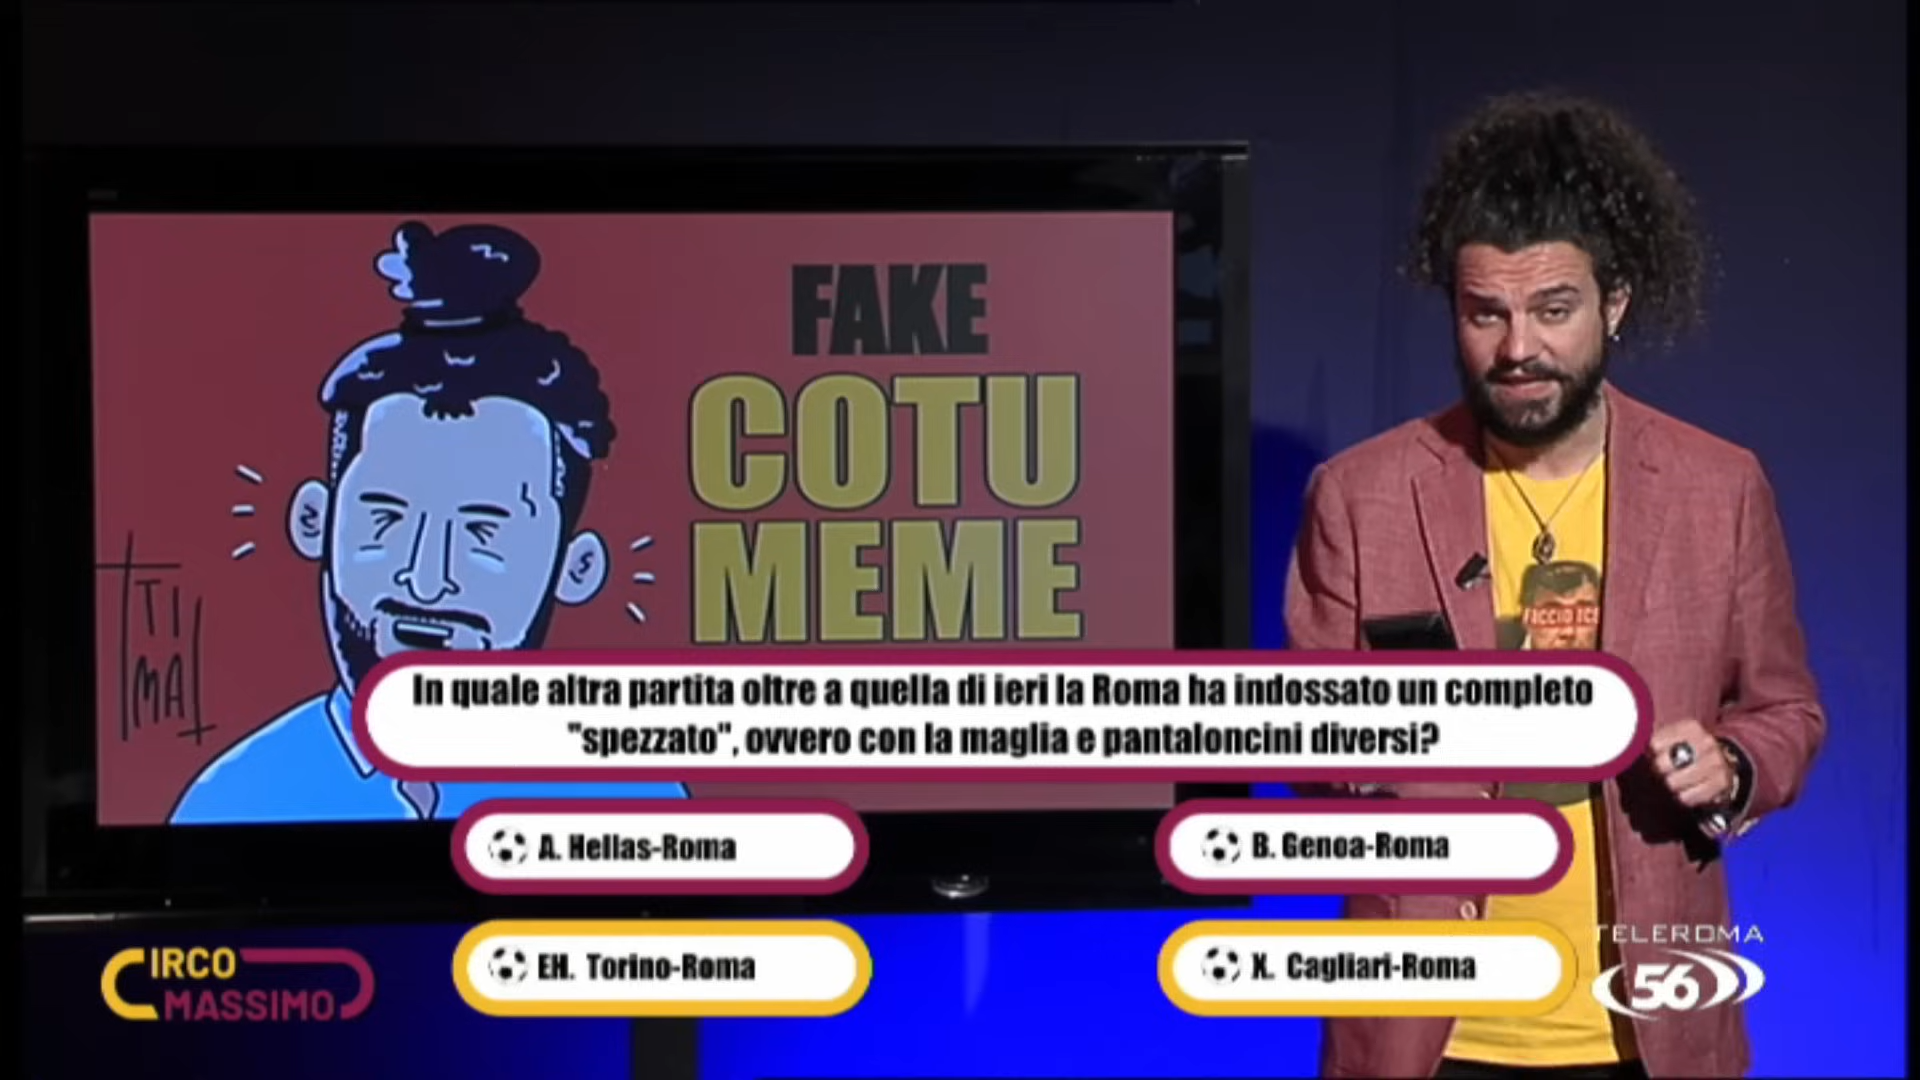 FAKE
COTU
MEME
TI
MA
FICCIO ICE
In quale altra partita oltre a quella di ieri la Roma ha indossato un completo
"spezzato", ovvero con la maglia e pantaloncini diversi?
A. Hellas-Roma
B. Genoa-Roma
EH. Torino-Roma
X. Cagliari-Roma
CIRCO
MASSIMO
TELEROMA
56